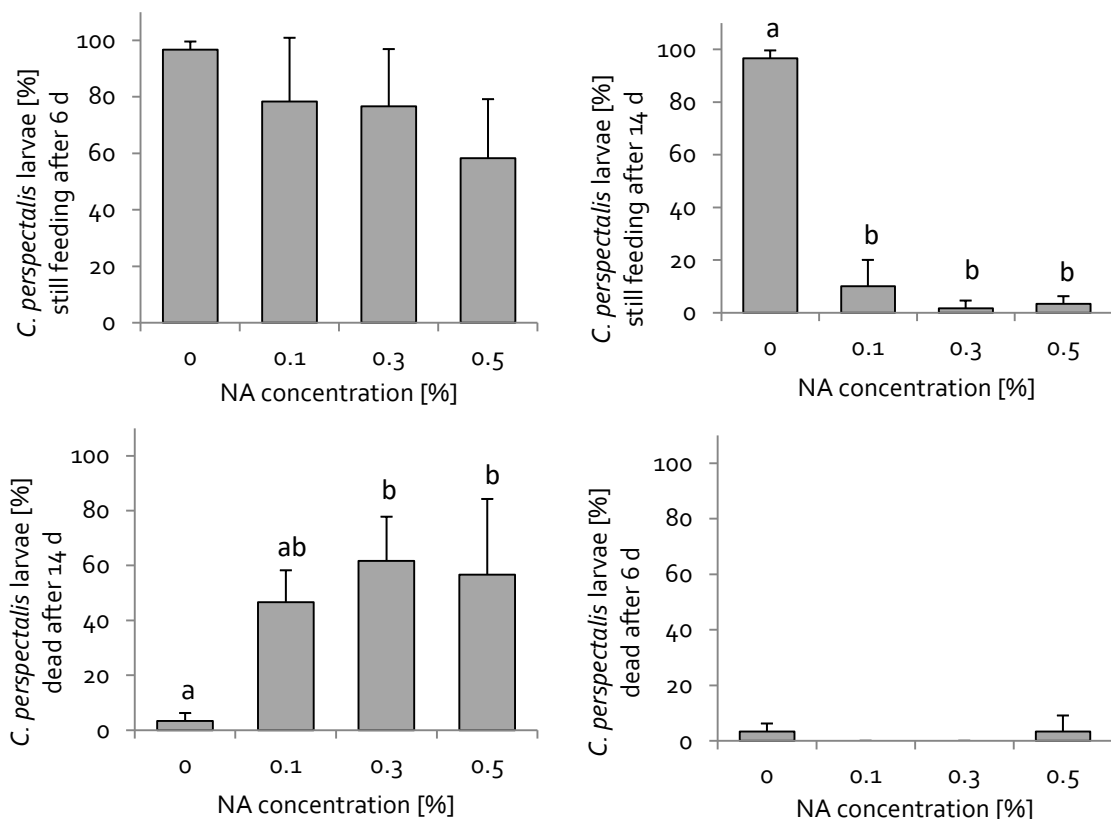 C. perspectalis larvae [%]
still feeding after 6 d
100
80
60
40
20
0
0 0.1 0.3 0.5
NA concentration [%]
C. perspectalis larvae [%]
still feeding after 14 d
100
80
60
40
20
0
a
b b b
0 0.1 0.3 0.5
NA concentration [%]
C. perspectalis larvae [%]
dead after 14 d
100
80
60
40
20
0
a ab b b
0 0.1 0.3 0.5
NA concentration [%]
C. perspectalis larvae [%]
dead after 6 d
100
80
60
40
20
0
0 0.1 0.3 0.5
NA concentration [%]